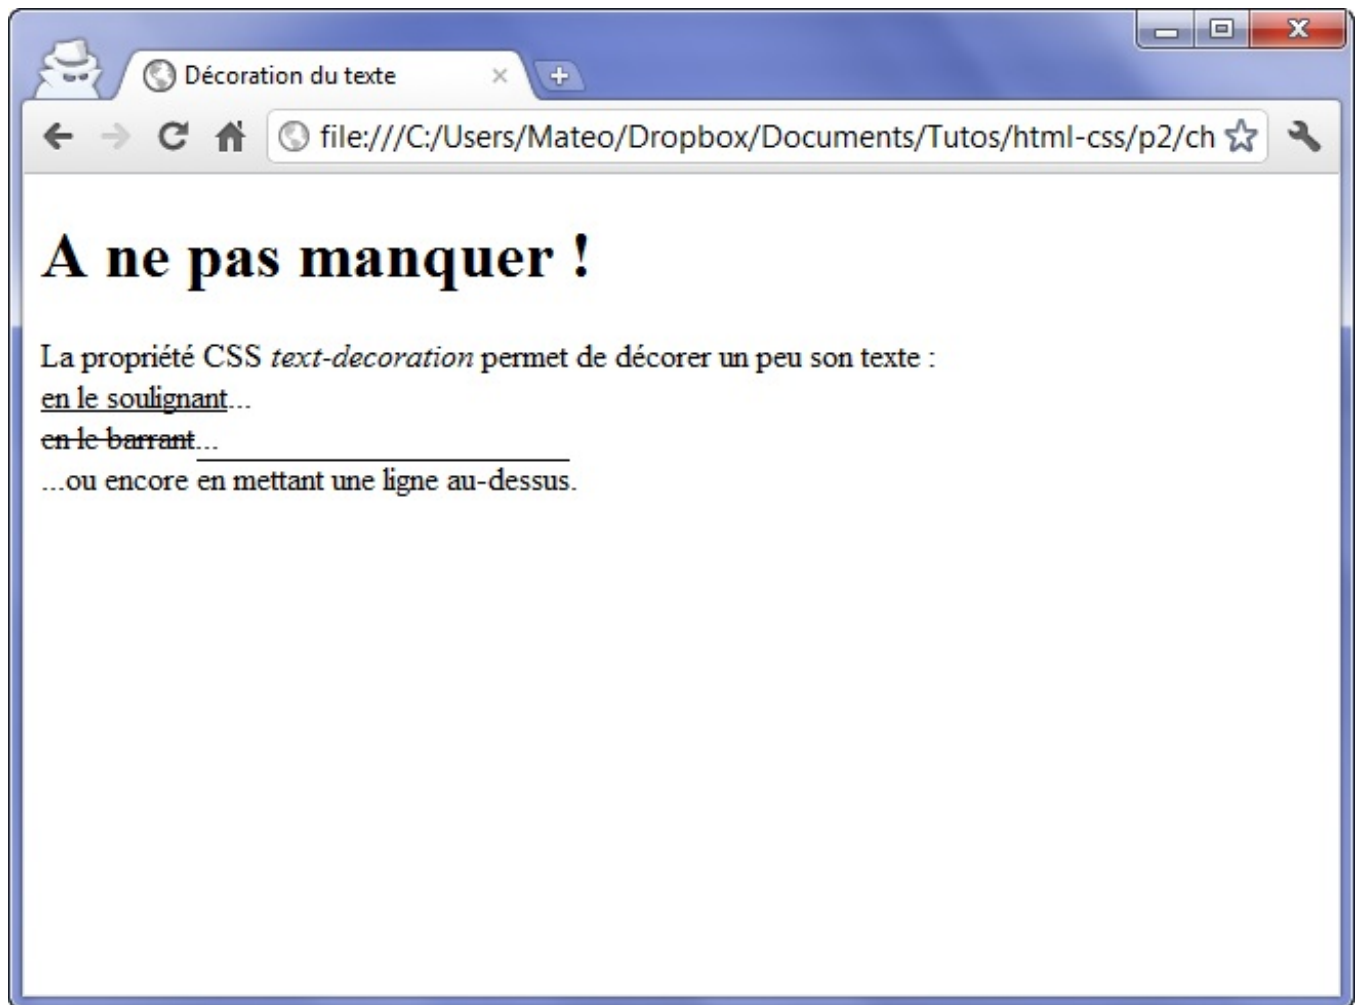 Décoration du texte
file:///C:/Users/Mateo/Dropbox/Documents/Tutos/html-css/p2/ch
A ne pas manquer !
La propriété CSS text-decoration permet de décorer un peu son texte :
en le soulignant...
en le barrant...
...ou encore en mettant une ligne au-dessus.